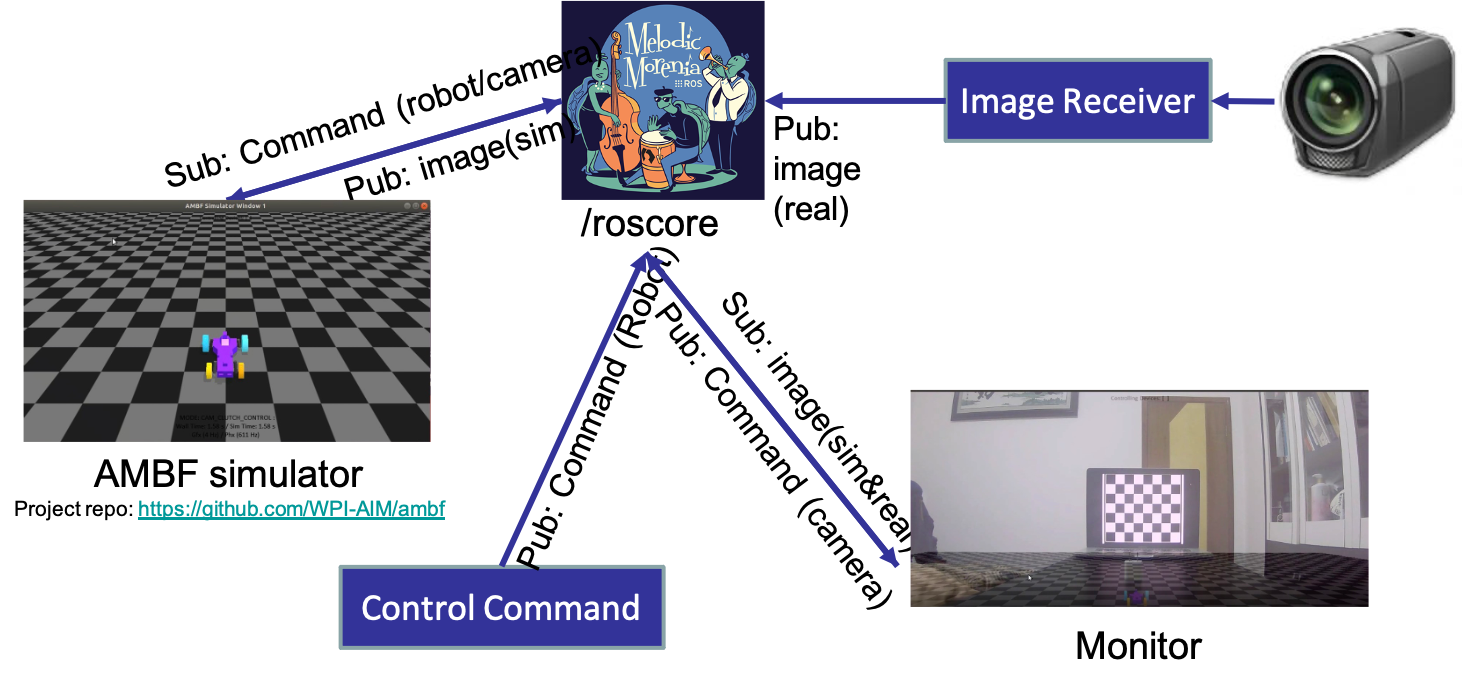 Melodic
Morenia
ROS
Sub: Command (robot/camera)
Pub: image(sim)
Image Receiver
Pub:
image
(real)
/roscore
AMBF Simulator Window 1
AMBF simulator
Project repo: https://github.com/WPI-AIM/ambf
Pub: Command (Robot)
Sub: image(sim&real)
Pub: Command (camera)
Control Command
Monitor